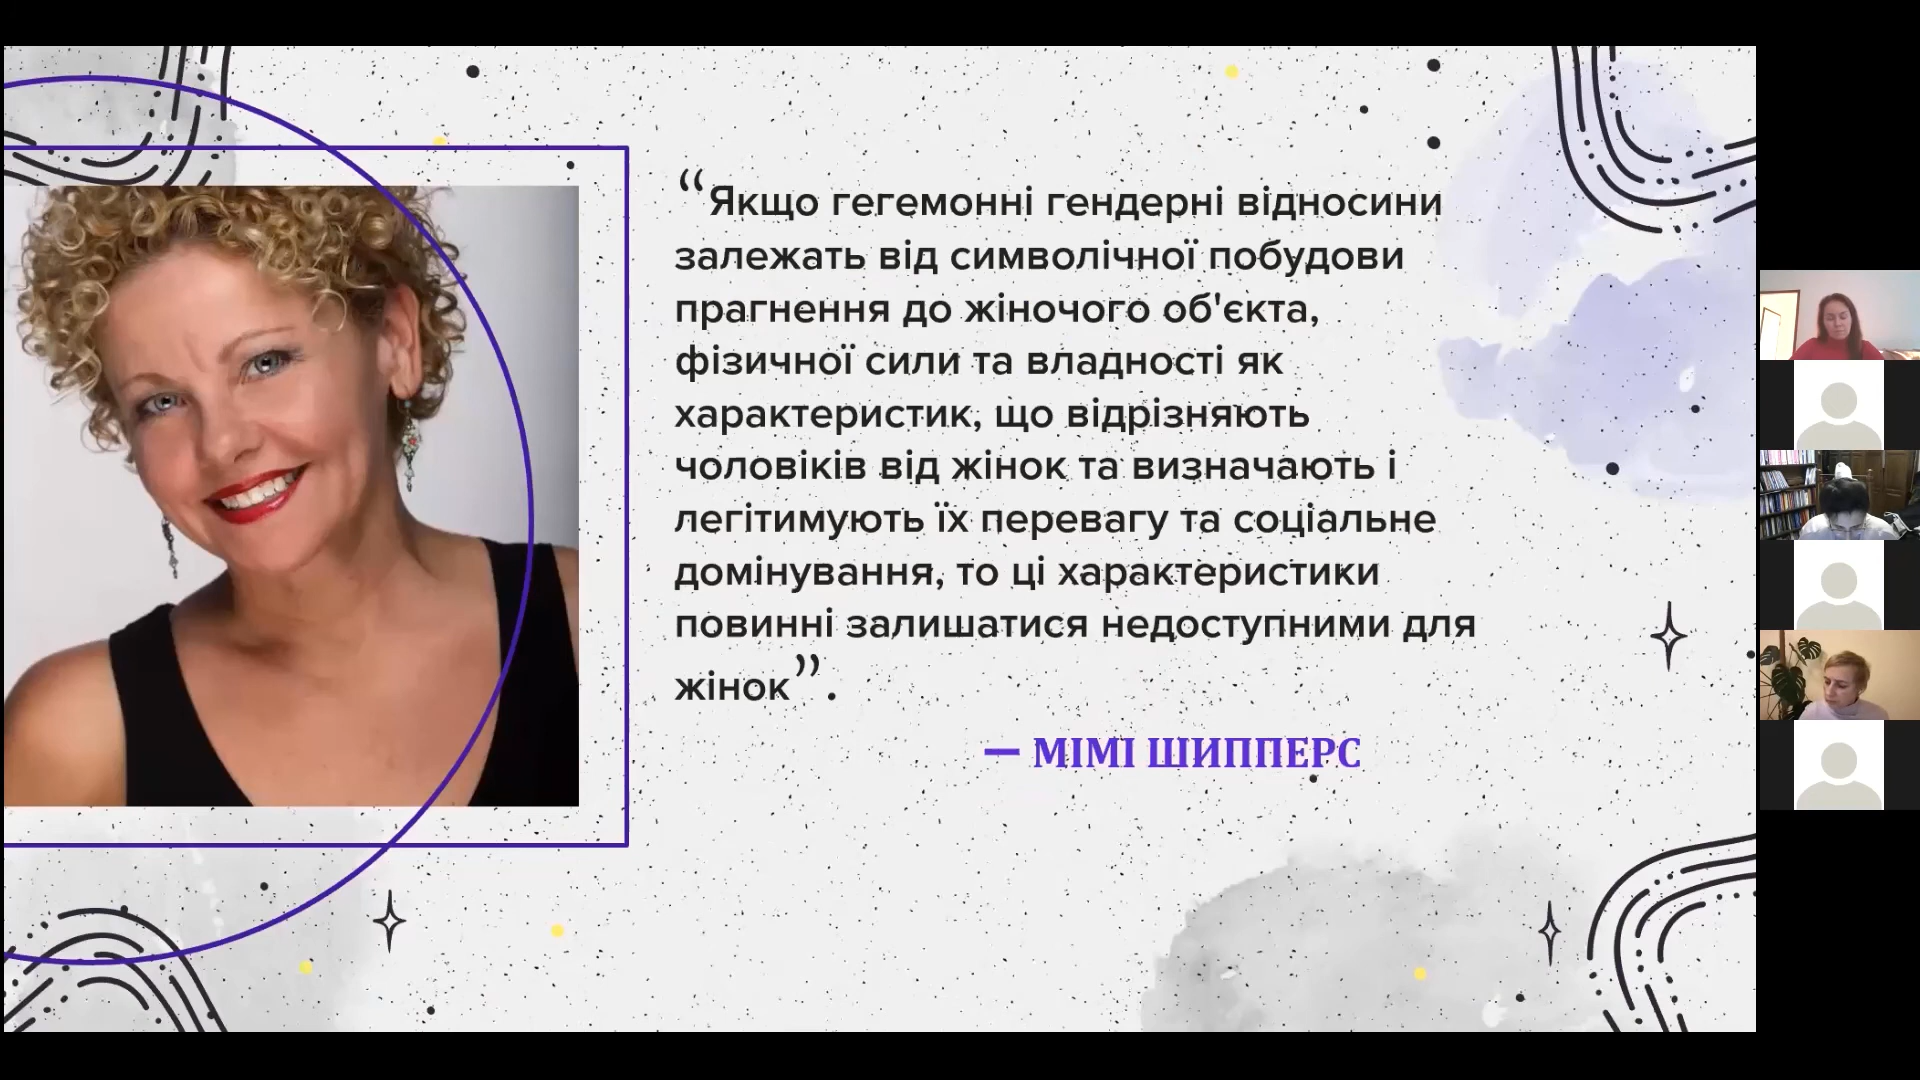 “Якщо гегемонні гендерні відносини
залежать від символічної побудови
прагнення до жіночого об'єкта,
фізичної сили та владності як
характеристик, що відрізняють
чоловіків від жінок та визначають і
легітимують їх перевагу та соціальне
домінування, то ці характеристики
повинні залишатися недоступними для
жінок”.
— МІМІ ШИППЕРС